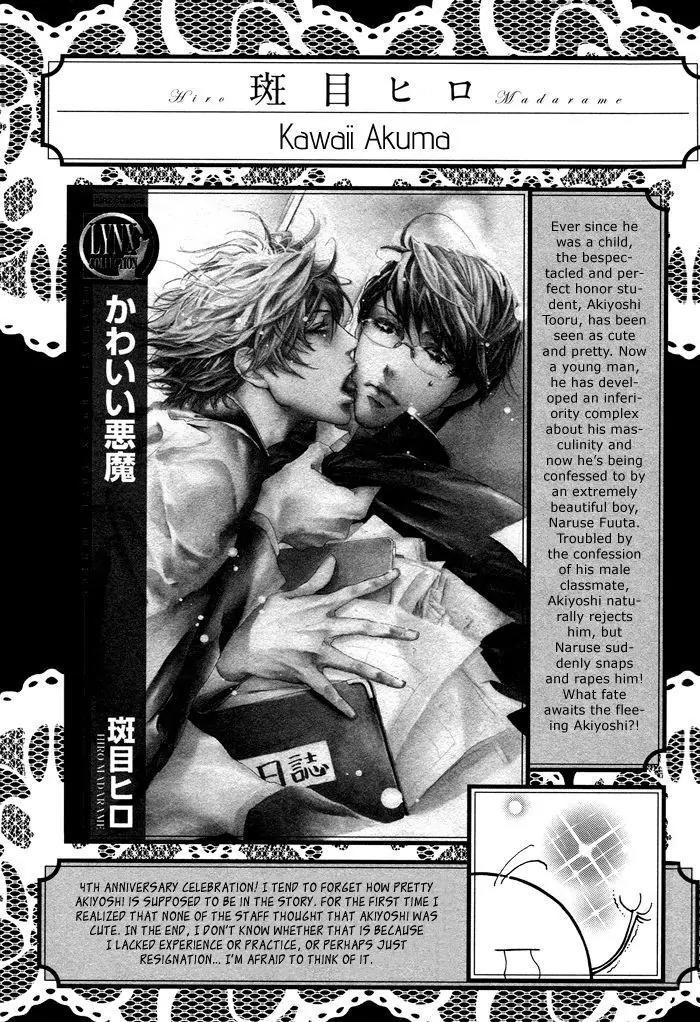 Hiro 斑目ヒロ Madarame
Kawaii Akuma
LYNX
COLLECTION
かわいい悪魔
斑目ヒロ
HIRO MADARAME
日誌
Ever since he
was a child,
the bespec-
tacled and per-
fect honor stu-
dent, Akiyoshi
Tooru, has been
seen as cute
and pretty. Now
a young man,
he has devel-
oped an inferi-
ority complex
about his mas-
culinity and
now he's being
confessed to by
an extremely
beautiful boy,
Naruse Fuuta.
Troubled by
the confession
of his male
classmate,
Akiyoshi natu-
rally rejects
him, but
Naruse sud-
denly snaps
and rapes him!
What fate
awaits the flee-
ing Akiyoshi?!
4TH ANNIVERSARY CELEBRATION! I TEND TO FORGET HOW PRETTY
AKIYOSHI IS SUPPOSED TO BE IN THE STORY. FOR THE FIRST TIME I
REALIZED THAT NONE OF THE STAFF THOUGHT THAT AKIYOSHI WAS
CUTE. IN THE END, I DON'T KNOW WHETHER THAT IS BECAUSE
I LACKED EXPERIENCE OR PRACTICE, OR PERHAPS JUST
RESIGNATION... I'M AFRAID TO THINK OF IT.